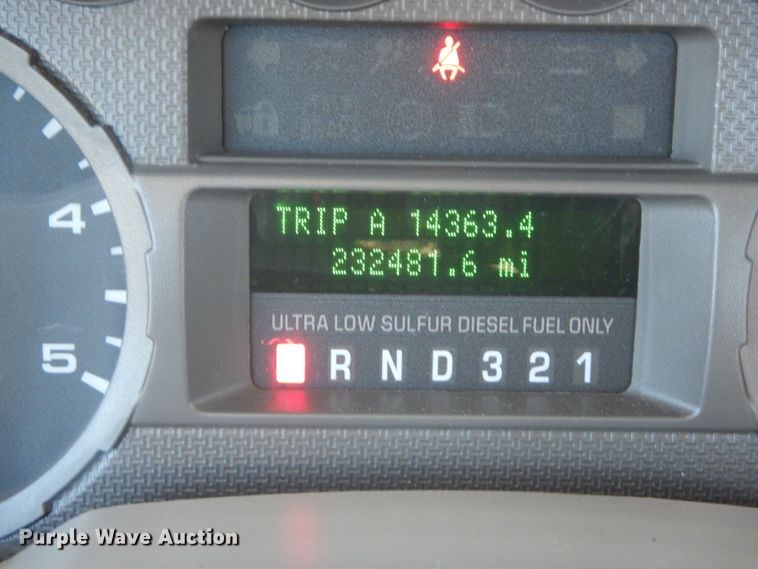 TRIP A 14363.4
232481.6 mi
ULTRA LOW SULFUR DIESEL FUEL ONLY
R N D 3 2 1
4
5
Purple Wave Auction